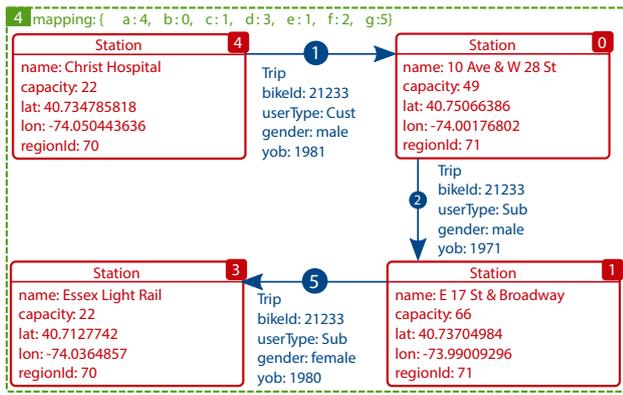 4 mapping:{ a:4, b:0, c:1, d:3, e:1, f:2, g:5}
Station 4
name: Christ Hospital
capacity: 22
lat: 40.734785818
lon: -74.050443636
regionId: 70
1
Trip
bikeId: 21233
userType: Cust
gender: male
yob: 1981
Station 0
name: 10 Ave & W 28 St
capacity: 49
lat: 40.75066386
lon: -74.00176802
regionId: 71
2
Trip
bikeId: 21233
userType: Sub
gender: male
yob: 1971
Station 3
name: Essex Light Rail
capacity: 22
lat: 40.7127742
lon: -74.0364857
regionId: 70
5
Trip
bikeId: 21233
userType: Sub
gender: female
yob: 1980
Station 1
name: E 17 St & Broadway
capacity: 66
lat: 40.73704984
lon: -73.99009296
regionId: 71